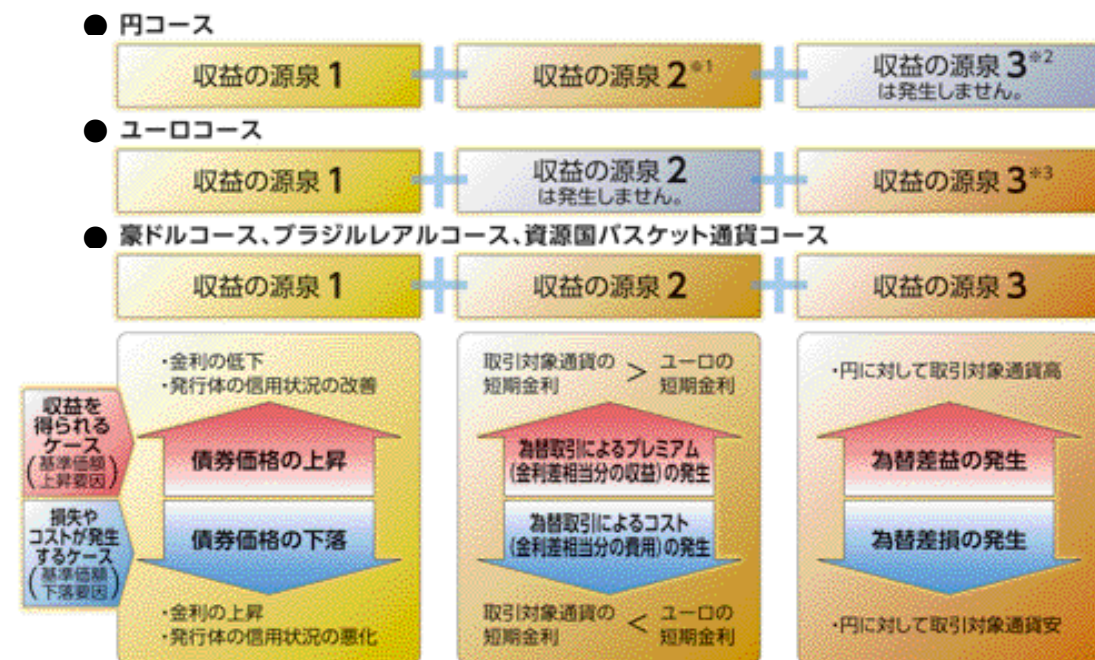 ● 円コース
収益の源泉 1 + 収益の源泉 2※1 + 収益の源泉 3※2
は発生しません。
● ユーロコース
収益の源泉 1 + 収益の源泉 2 + 収益の源泉 3※3
は発生しません。
● 豪ドルコース、ブラジルレアルコース、資源国バスケット通貨コース
収益の源泉 1 + 収益の源泉 2 + 収益の源泉 3
・金利の低下
・発行体の信用状況の改善
取引対象通貨の > ユーロの
短期金利 短期金利
・円に対して取引対象通貨高
収益を
得られる
ケース
(基準価額
上昇要因)
債券価格の上昇
為替取引によるプレミアム
(金利差相当分の収益)の発生
為替差益の発生
損失や
コストが発生
するケース
(基準価額
下落要因)
債券価格の下落
為替取引によるコスト
(金利差相当分の費用)の発生
為替差損の発生
・金利の上昇
・発行体の信用状況の悪化
取引対象通貨の < ユーロの
短期金利 短期金利
・円に対して取引対象通貨安